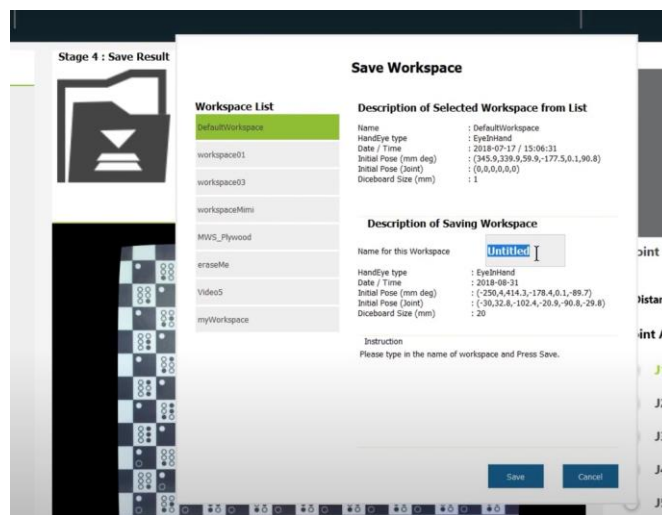 Stage 4 : Save Result
Save Workspace
Workspace List
DefaultWorkspace
workspace01
workspace03
workspaceMimi
MWS_Plywood
eraseMe
Video5
myWorkspace
Description of Selected Workspace from List
Name : DefaultWorkspace
HandEye type : EyeInHand
Date / Time : 2018-07-17 / 15:06:31
Initial Pose (mm deg) : (345.9,339.9,59.9,-177.5,0.1,90.8)
Initial Pose (Joint) : (0,0,0,0,0,0)
Diceboard Size (mm) : 1
Description of Saving Workspace
Name for this Workspace Untitled
HandEye type : EyeInHand
Date / Time : 2018-08-31
Initial Pose (mm deg) : (-250,4,414.3,-178.4,0.1,-89.7)
Initial Pose (Joint) : (-30,32.8,-102.4,-20.9,-90.8,-29.8)
Diceboard Size (mm) : 20
Instruction
Please type in the name of workspace and Press Save.
Save Cancel
oint
Distan
int A
J
J2
J3
J4
J5